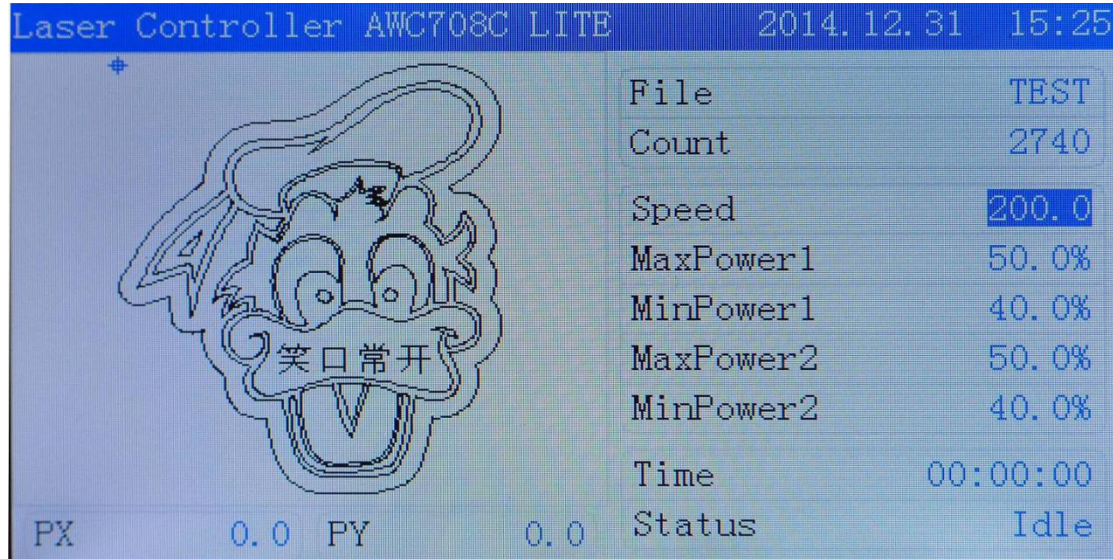 Laser Controller AWC708C LITE 2014.12.31 15:25
File TEST
Count 2740
Speed 200.0
MaxPower1 50.0%
MinPower1 40.0%
笑口常开
MaxPower2 50.0%
MinPower2 40.0%
Time 00:00:00
PX 0.0 PY 0.0
Status Idle